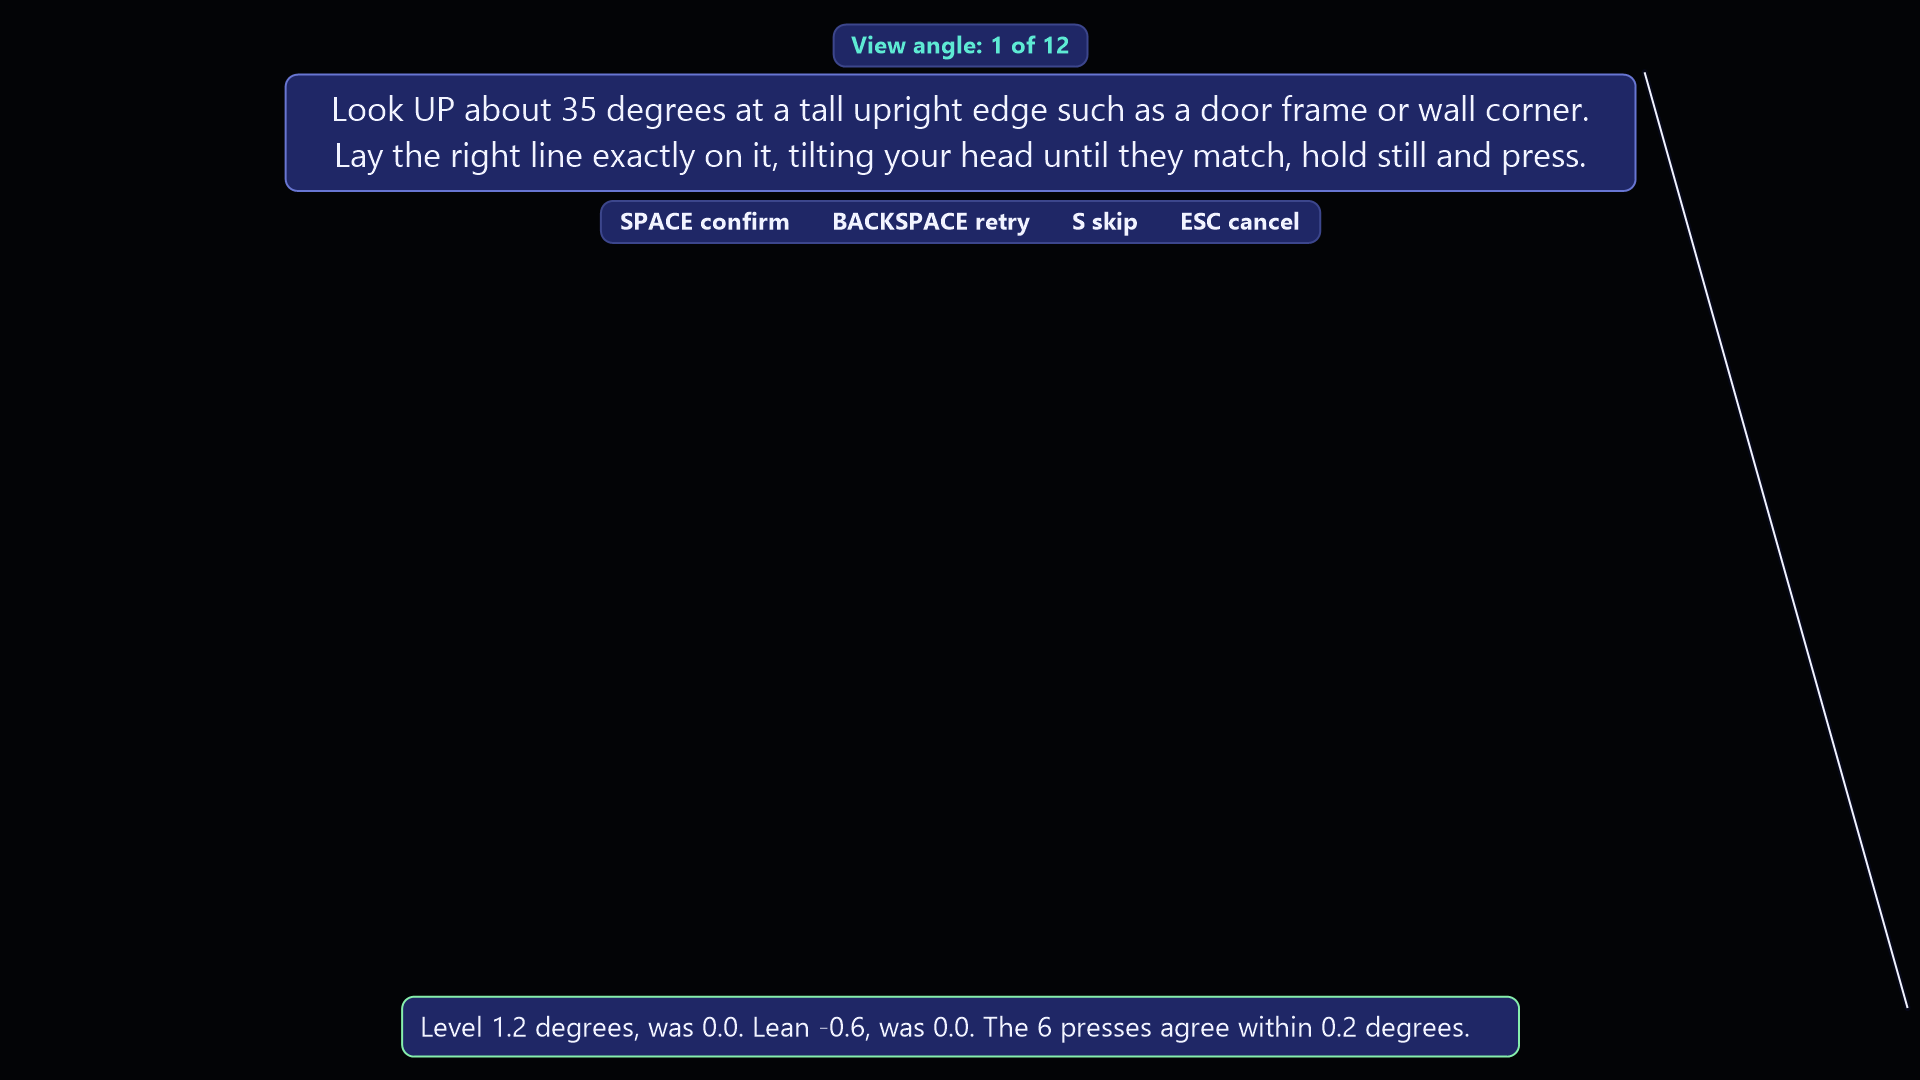 View angle: 1 of 12
Look UP about 35 degrees at a tall upright edge such as a door frame or wall corner.
Lay the right line exactly on it, tilting your head until they match, hold still and press.
SPACE confirm BACKSPACE retry S skip ESC cancel
Level 1.2 degrees, was 0.0. Lean -0.6, was 0.0. The 6 presses agree within 0.2 degrees.